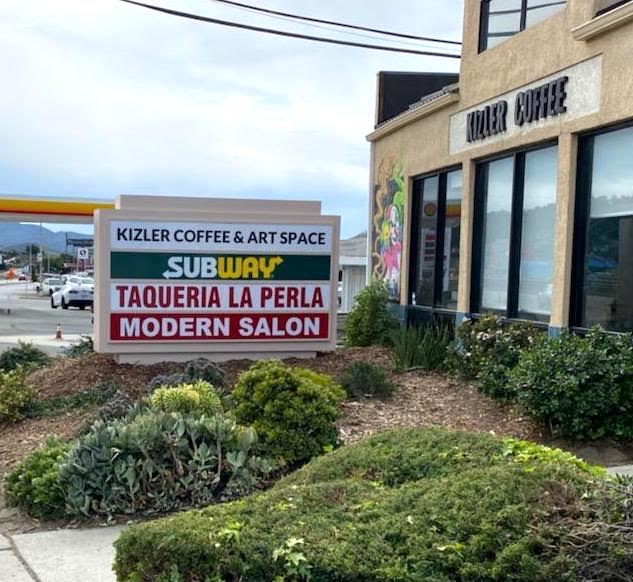 KIZLER COFFEE
KIZLER COFFEE & ART SPACE
SUBWAY
TAQUERIA LA PERLA
MODERN SALON